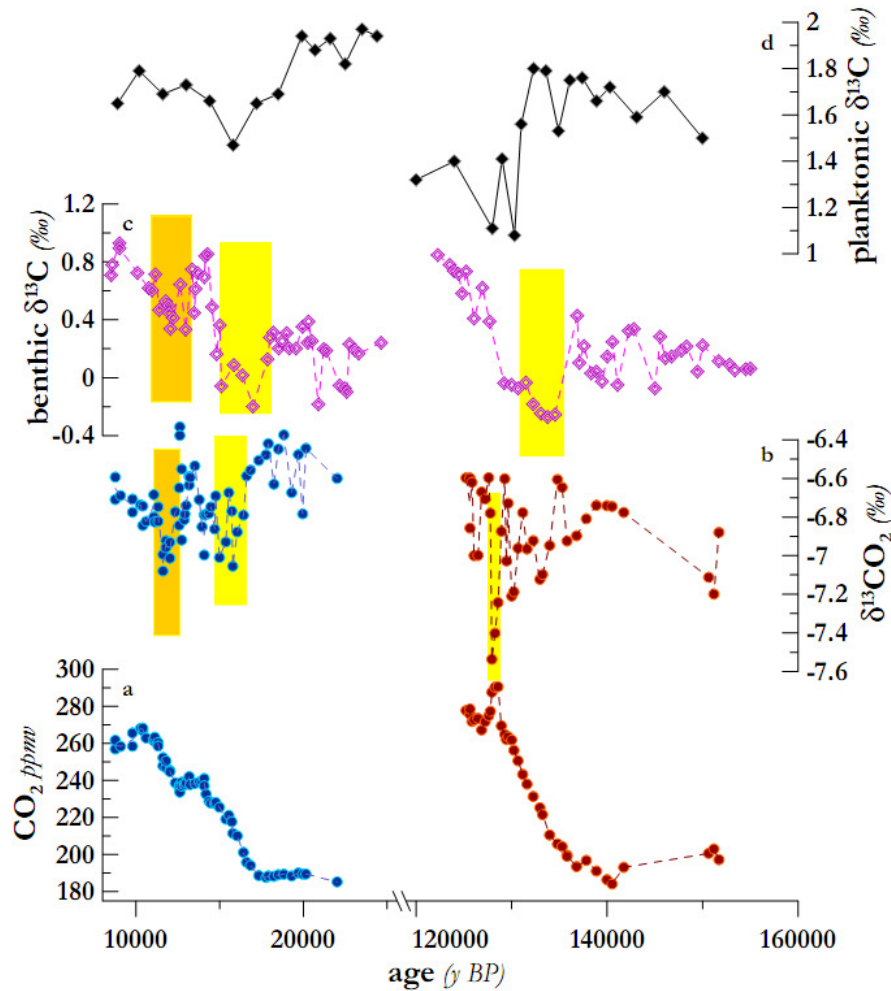 d
2
1.8
1.6
1.4
1.2
1
planktonic δ¹³C (‰)
c
1.2
0.8
0.4
0
-0.4
benthic δ¹³C (‰)
b
-6.4
-6.6
-6.8
-7
-7.2
-7.4
-7.6
δ¹³CO₂ (‰)
a
300
280
260
240
220
200
180
CO₂ ppmv
10000 20000 120000 140000 160000
age (y BP)